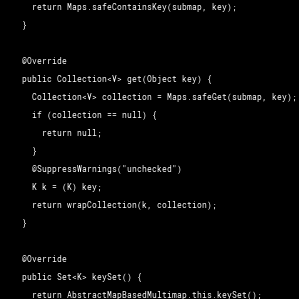 return Maps.safeContainsKey(submap, key);
}
@Override
public Collection<V> get(Object key) {
Collection<V> collection = Maps.safeGet(submap, key);
if (collection == null) {
return null;
}
@SuppressWarnings("unchecked")
K k = (K) key;
return wrapCollection(k, collection);
}
@Override
public Set<K> keySet() {
return AbstractMapBasedMultimap.this.keySet();